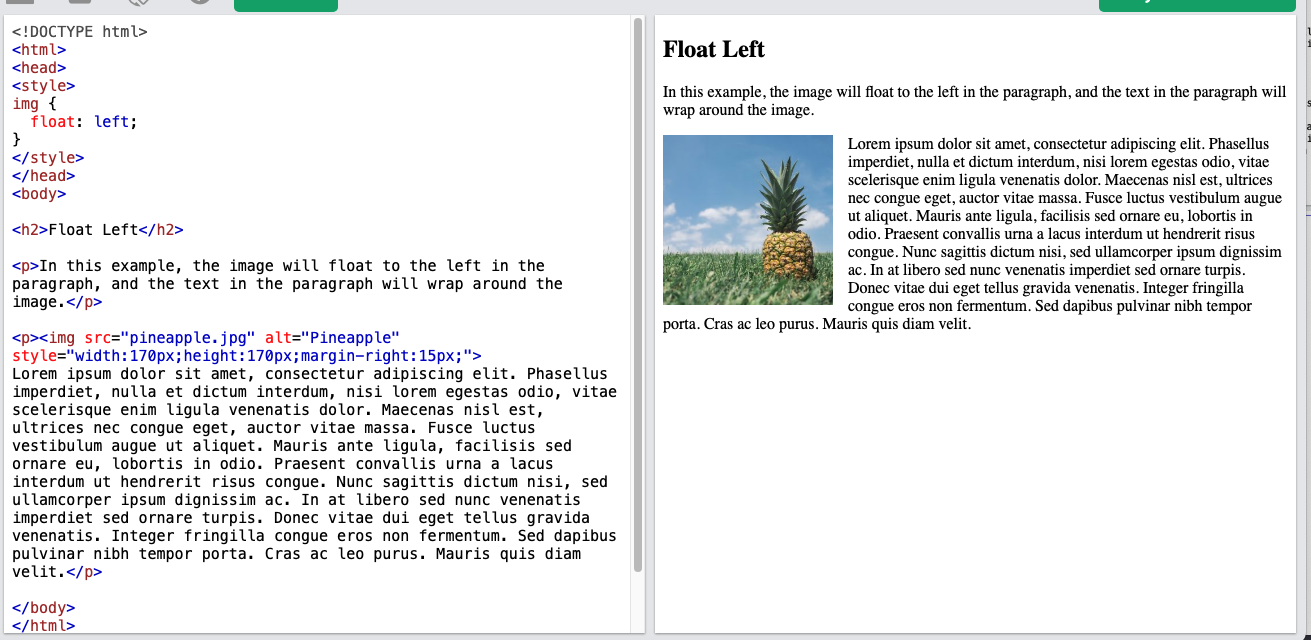 <!DOCTYPE html>
<html>
<head>
<style>
img {
  float: left;
}
</style>
</head>
<body>
<h2>Float Left</h2>
<p>In this example, the image will float to the left in the
paragraph, and the text in the paragraph will wrap around the
image.</p>
<p><img src="pineapple.jpg" alt="Pineapple"
style="width:170px;height:170px;margin-right:15px;">
Lorem ipsum dolor sit amet, consectetur adipiscing elit. Phasellus
imperdiet, nulla et dictum interdum, nisi lorem egestas odio, vitae
scelerisque enim ligula venenatis dolor. Maecenas nisl est,
ultrices nec congue eget, auctor vitae massa. Fusce luctus
vestibulum augue ut aliquet. Mauris ante ligula, facilisis sed
ornare eu, lobortis in odio. Praesent convallis urna a lacus
interdum ut hendrerit risus congue. Nunc sagittis dictum nisi, sed
ullamcorper ipsum dignissim ac. In at libero sed nunc venenatis
imperdiet sed ornare turpis. Donec vitae dui eget tellus gravida
venenatis. Integer fringilla congue eros non fermentum. Sed dapibus
pulvinar nibh tempor porta. Cras ac leo purus. Mauris quis diam
velit.</p>
</body>
</html>
Float Left
In this example, the image will float to the left in the paragraph, and the text in the paragraph will
wrap around the image.
Lorem ipsum dolor sit amet, consectetur adipiscing elit. Phasellus
imperdiet, nulla et dictum interdum, nisi lorem egestas odio, vitae
scelerisque enim ligula venenatis dolor. Maecenas nisl est, ultrices
nec congue eget, auctor vitae massa. Fusce luctus vestibulum augue
ut aliquet. Mauris ante ligula, facilisis sed ornare eu, lobortis in
odio. Praesent convallis urna a lacus interdum ut hendrerit risus
congue. Nunc sagittis dictum nisi, sed ullamcorper ipsum dignissim
ac. In at libero sed nunc venenatis imperdiet sed ornare turpis.
Donec vitae dui eget tellus gravida venenatis. Integer fringilla
congue eros non fermentum. Sed dapibus pulvinar nibh tempor
porta. Cras ac leo purus. Mauris quis diam velit.